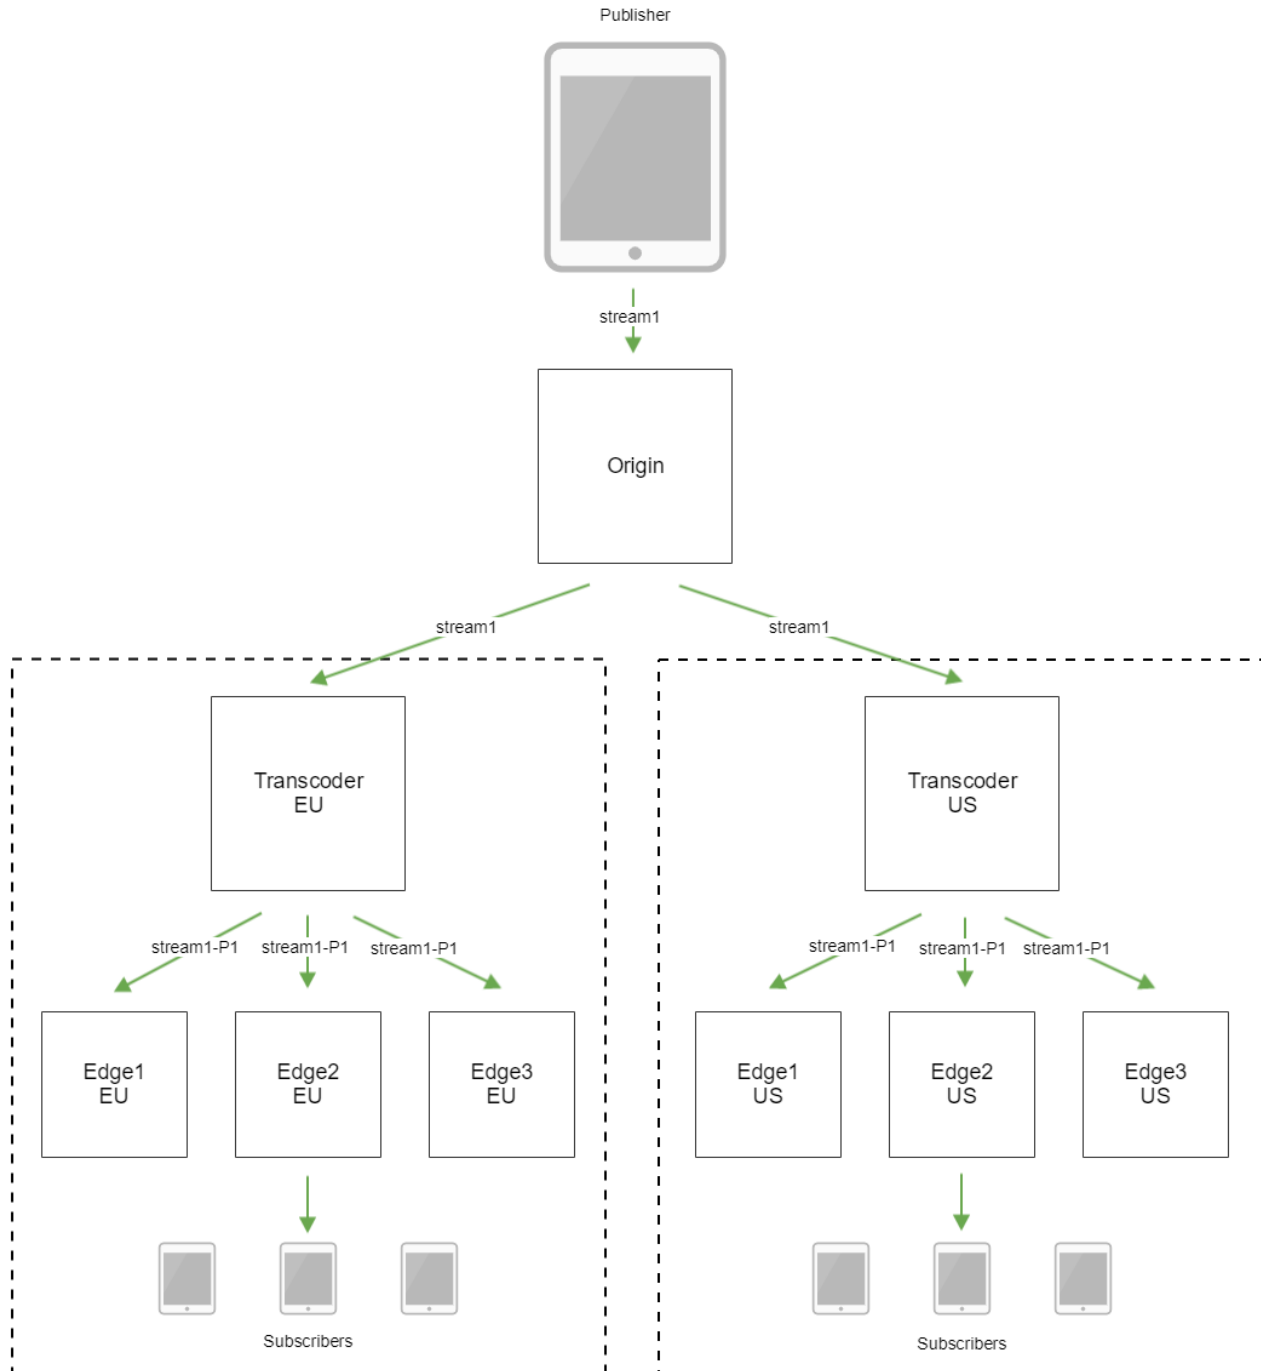 Publisher
stream1
Origin
stream1
stream1
Transcoder
EU
Transcoder
US
stream1-P1
stream1-P1
stream1-P1
stream1-P1
stream1-P1
stream1-P1
Edge1
EU
Edge2
EU
Edge3
EU
Edge1
US
Edge2
US
Edge3
US
Subscribers
Subscribers